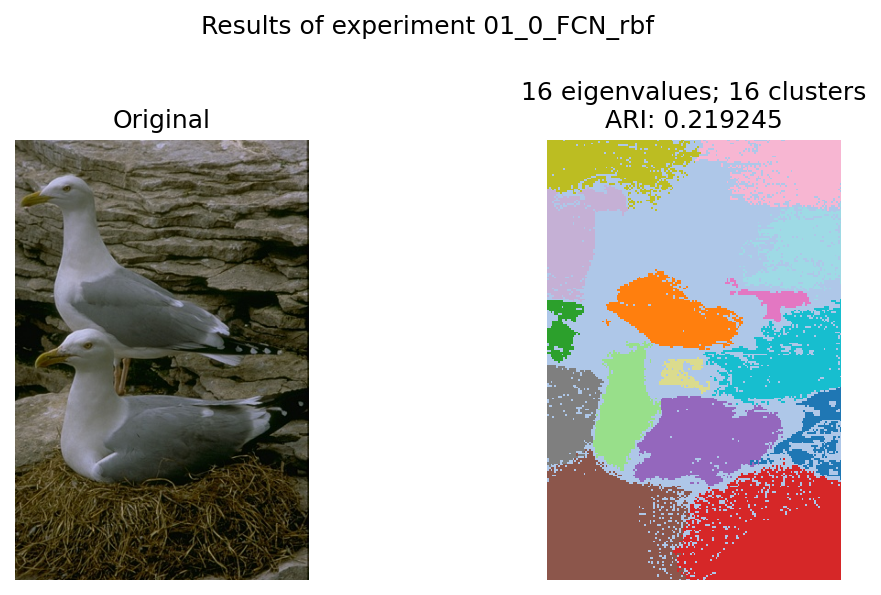 Results of experiment 01_0_FCN_rbf
Original
16 eigenvalues; 16 clusters
ARI: 0.219245